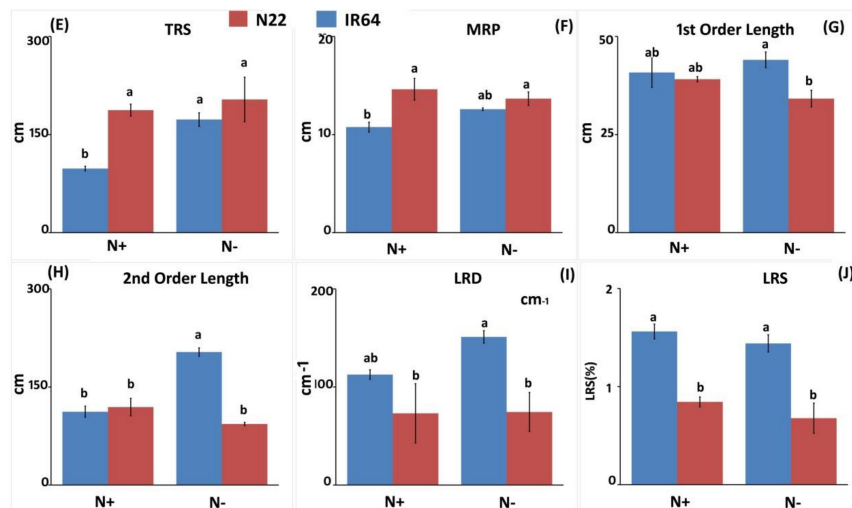 N22 IR64
(E) TRS
300
150
0
cm
b a a a
N+ N-
(F) MRP
10
0
cm
b a ab a
N+ N-
1st Order Length (G)
50
25
0
cm
ab ab a b
N+ N-
(H) 2nd Order Length
300
150
0
cm
b b a b
N+ N-
LRD (I)
cm-1
200
100
0
cm-1
ab b a b
N+ N-
LRS (J)
2
1
0
LRS(%)
a b a b
N+ N-